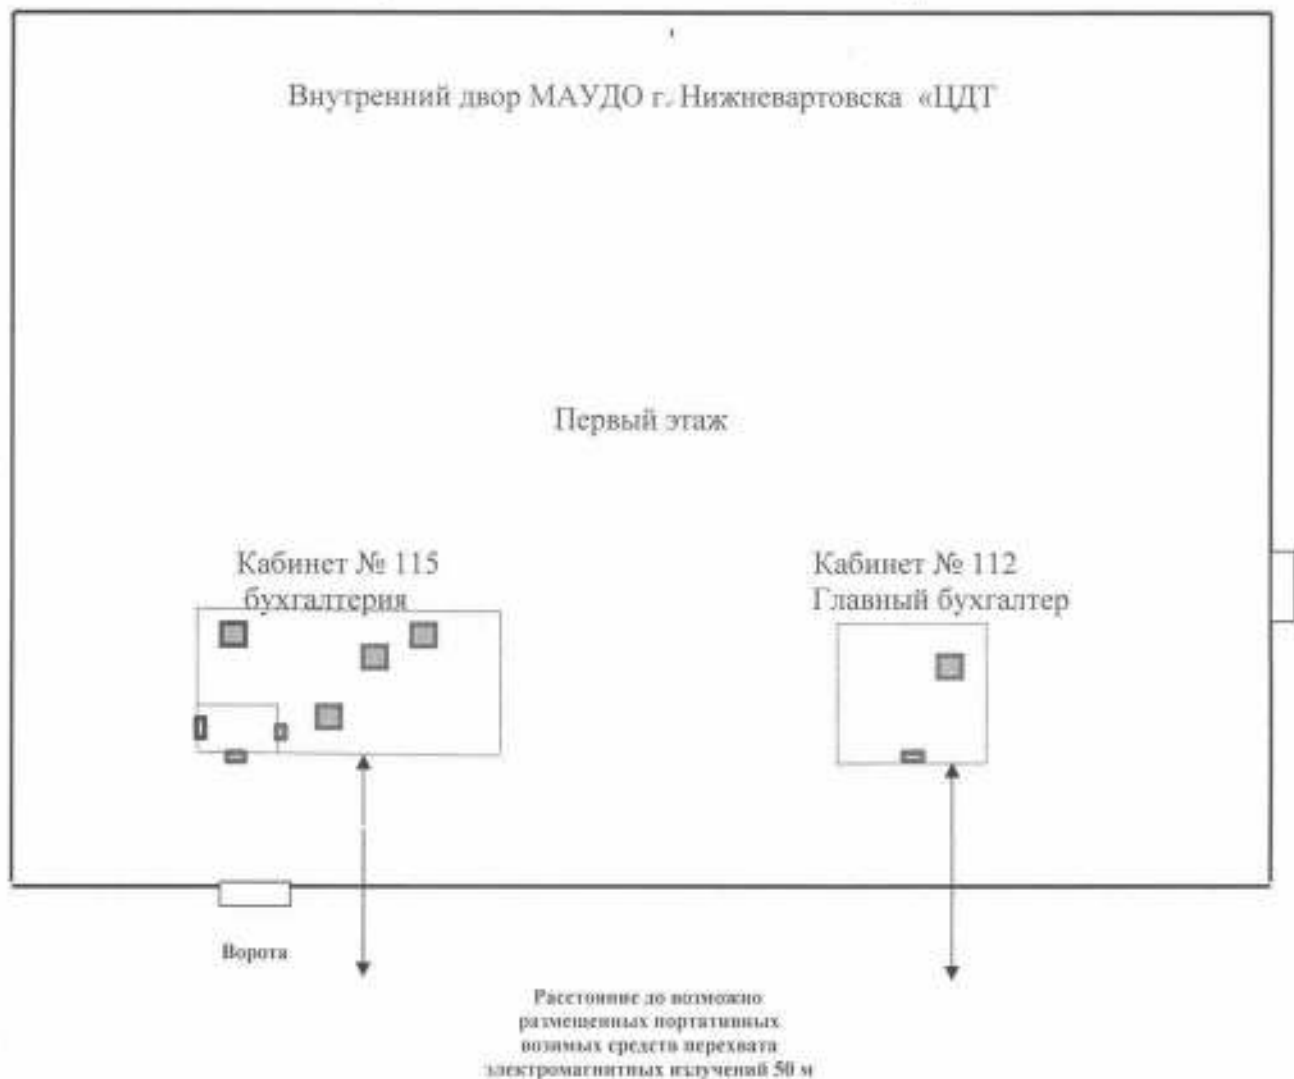 Внутренний двор МАУДО г. Нижневартовска «ЦДТ
Первый этаж
Кабинет № 115
бухгалтерия
Кабинет № 112
Главный бухгалтер
Ворота
Расстояние до возможно
размещенных портативных
возимых средств перехвата
электромагнитных излучений 50 м